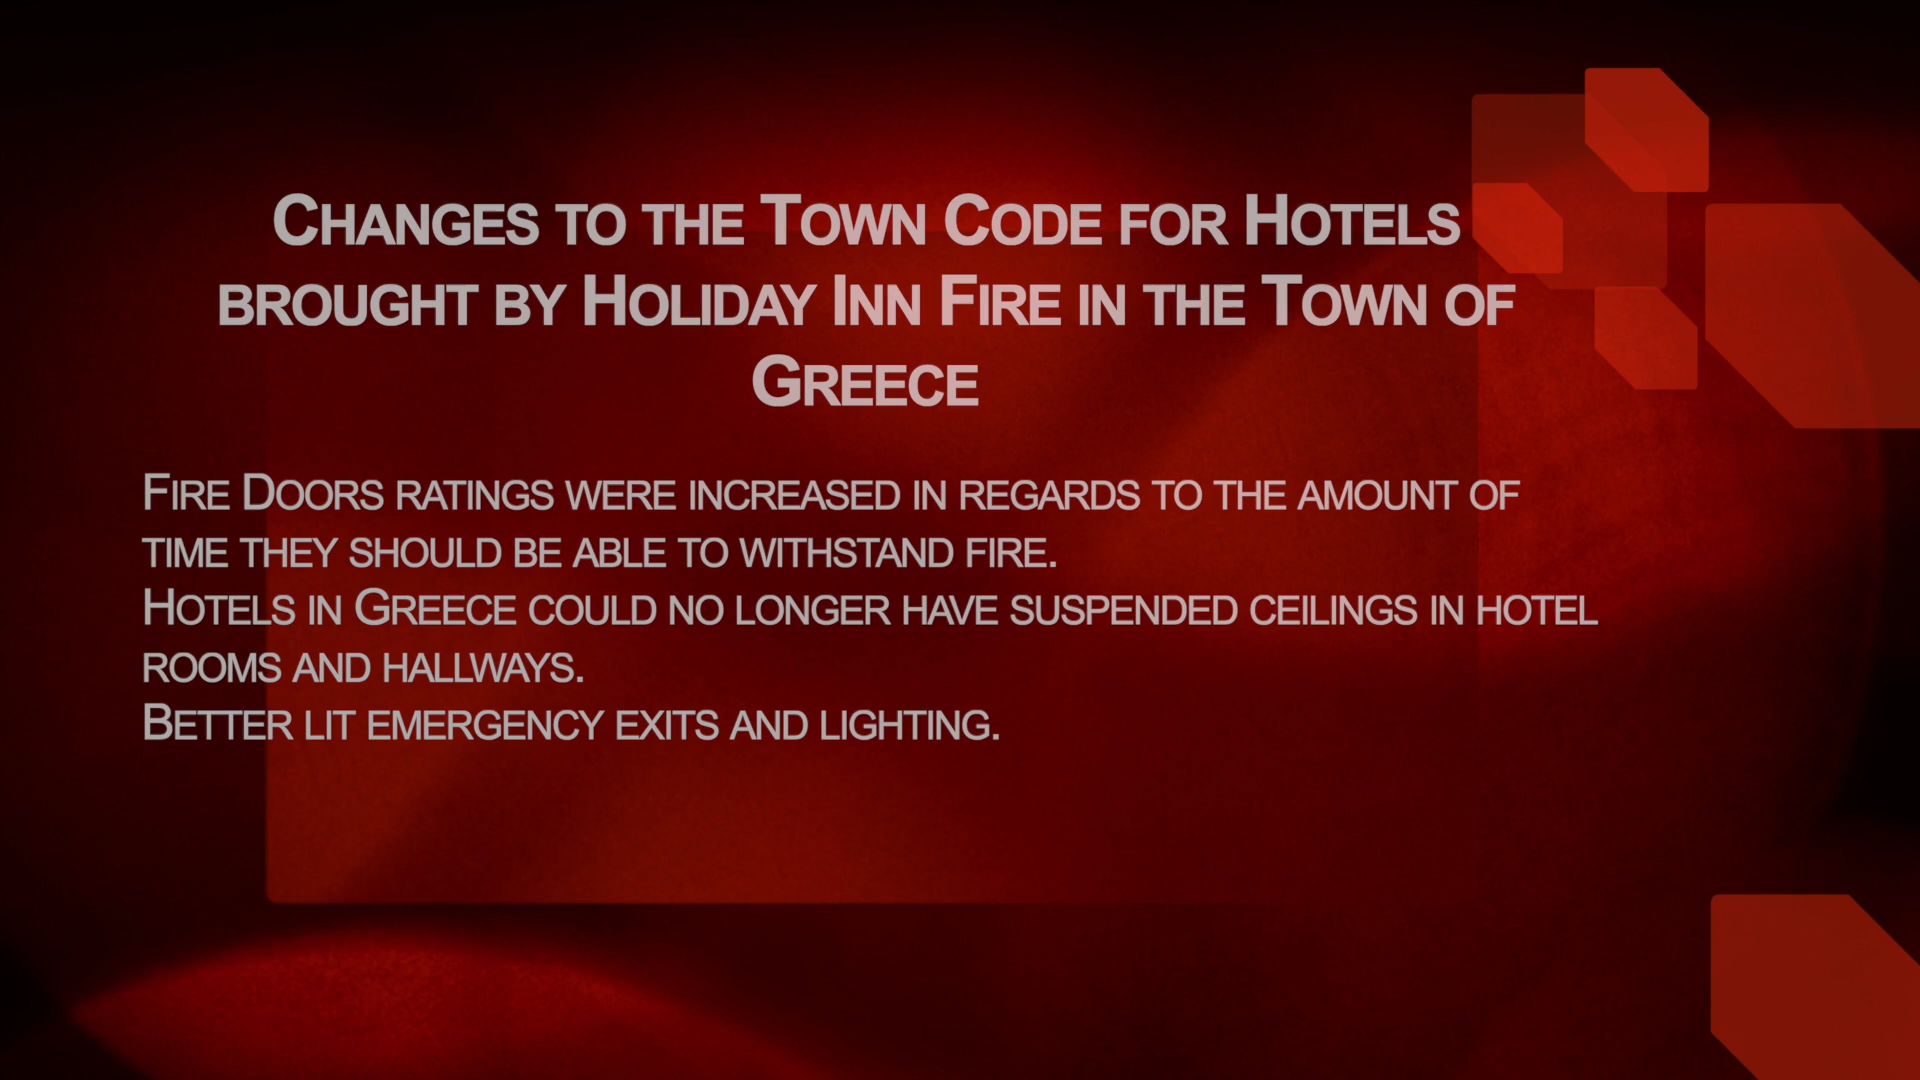 Changes to the Town Code for Hotels
brought by Holiday Inn Fire in the Town of
Greece
Fire Doors ratings were increased in regards to the amount of
time they should be able to withstand fire.
Hotels in Greece could no longer have suspended ceilings in hotel
rooms and hallways.
Better lit emergency exits and lighting.